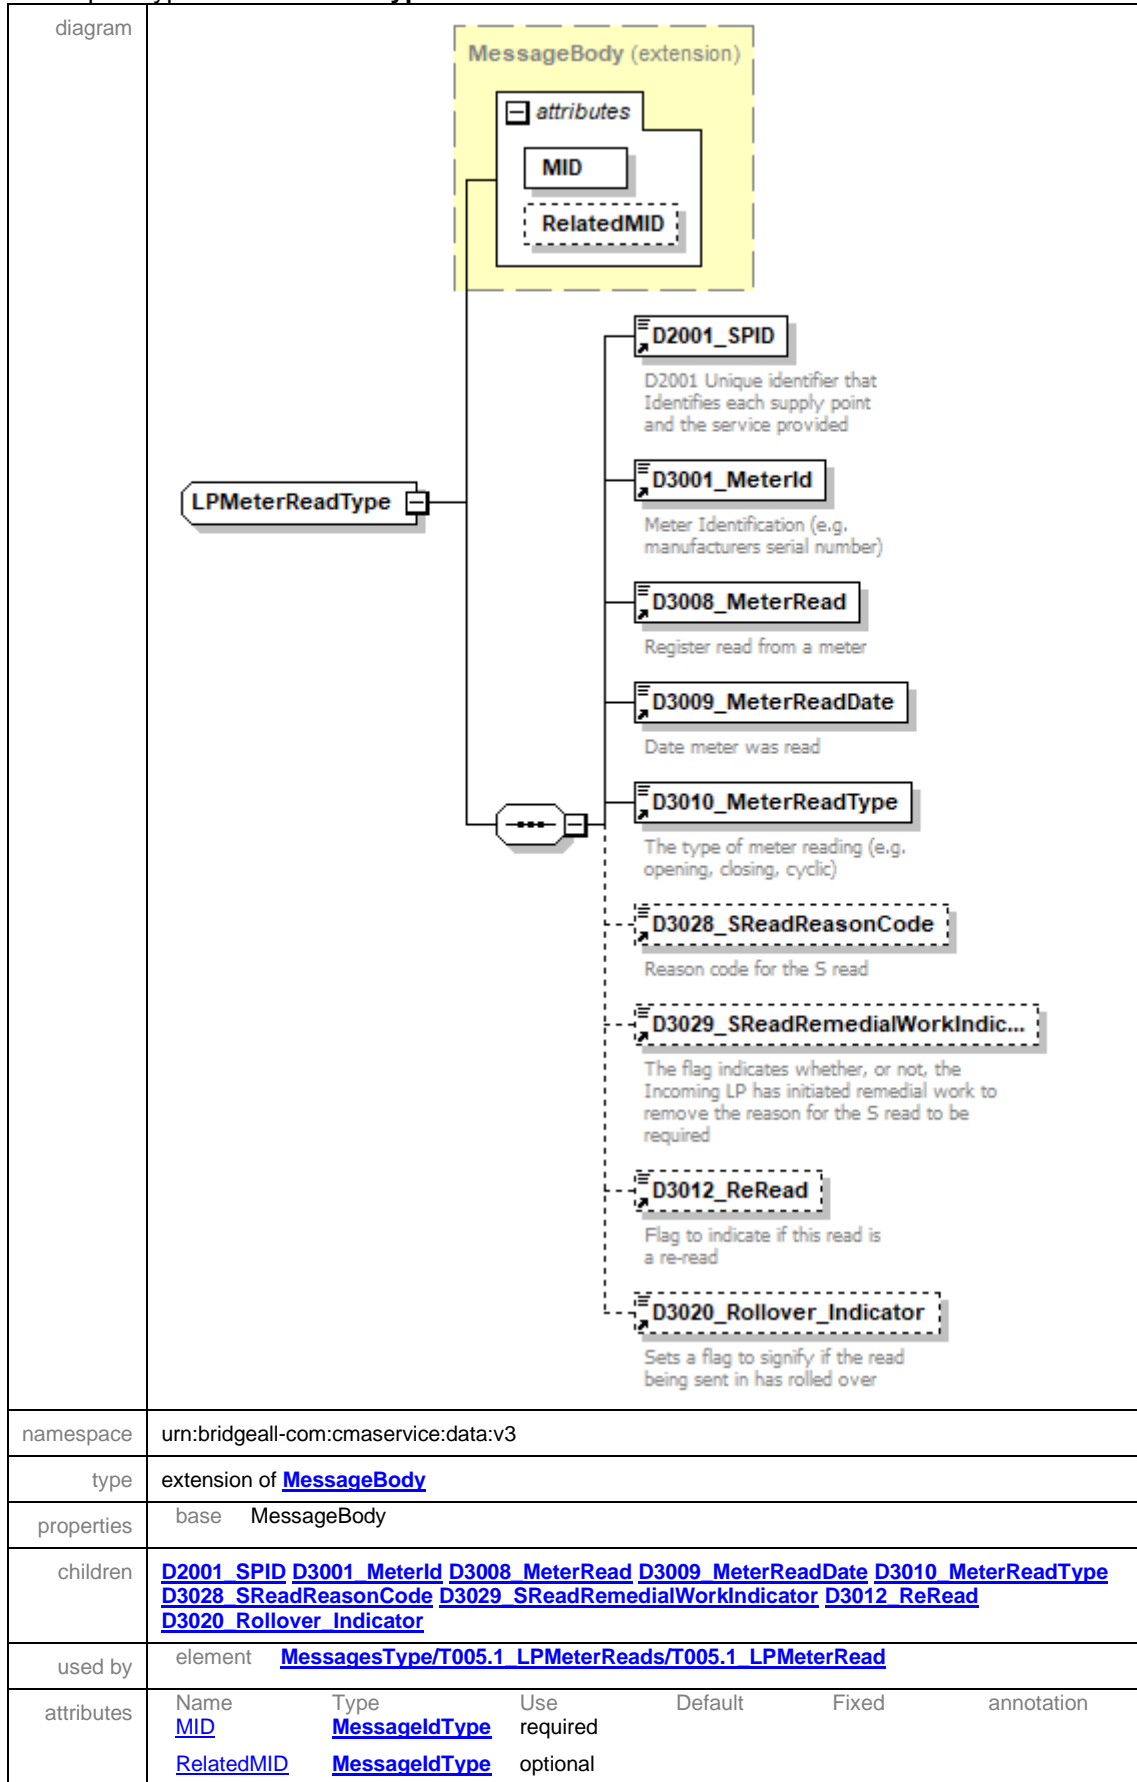 diagram
MessageBody (extension)
attributes
MID
RelatedMID
D2001_SPID
D2001 Unique identifier that
Identifies each supply point
and the service provided
D3001_MeterId
Meter Identification (e.g.
manufacturers serial number)
LPMeterReadType
D3008_MeterRead
Register read from a meter
D3009_MeterReadDate
Date meter was read
D3010_MeterReadType
The type of meter reading (e.g.
opening, closing, cyclic)
D3028_SReadReasonCode
Reason code for the S read
D3029_SReadRemedialWorkIndic...
The flag indicates whether, or not, the
Incoming LP has initiated remedial work to
remove the reason for the S read to be
required
D3012_ReRead
Flag to indicate if this read is
a re-read
D3020_Rollover_Indicator
Sets a flag to signify if the read
being sent in has rolled over
namespace urn:bridgeall-com:cmaservice:data:v3
type extension of MessageBody
properties base MessageBody
children D2001_SPID D3001_MeterId D3008_MeterRead D3009_MeterReadDate D3010_MeterReadType
D3028_SReadReasonCode D3029_SReadRemedialWorkIndicator D3012_ReRead
D3020_Rollover_Indicator
used by element MessagesType/T005.1_LPMeterReads/T005.1_LPMeterRead
attributes Name Type Use Default Fixed annotation
MID MessageIdType required
RelatedMID MessageIdType optional